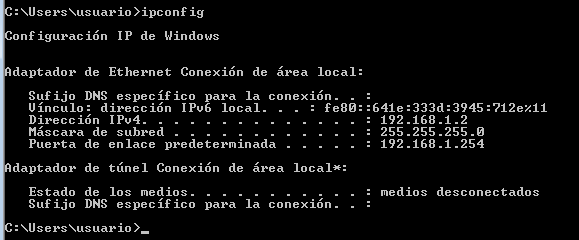 C:\Users\usuario>ipconfig
Configuración IP de Windows
Adaptador de Ethernet Conexión de área local:
Sufijo DNS específico para la conexión. . :
Vínculo: dirección IPv6 local. . . : fe80::641e:333d:3945:712e%11
Dirección IPv4. . . . . . . . . . . . . . : 192.168.1.2
Máscara de subred . . . . . . . . . . . . : 255.255.255.0
Puerta de enlace predeterminada . . . . . : 192.168.1.254
Adaptador de túnel Conexión de área local*:
Estado de los medios. . . . . . . . . . . : medios desconectados
Sufijo DNS específico para la conexión. . :
C:\Users\usuario>_